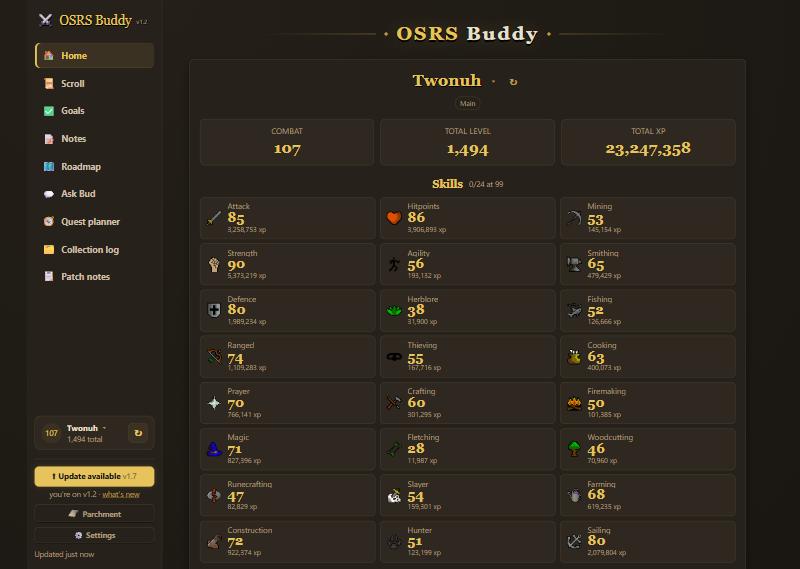 OSRS Buddy v1.2
Home
Scroll
Goals
Notes
Roadmap
Ask Bud
Quest planner
Collection log
Patch notes
107
Twonuh
1,494 total
Update available v1.7
you're on v1.2 · what's new
Parchment
Settings
Updated just now
OSRS Buddy
Twonuh
Main
COMBAT
107
TOTAL LEVEL
1,494
TOTAL XP
23,247,358
Skills 0/24 at 99
Attack
85
3,258,753 xp
Hitpoints
86
3,906,893 xp
Mining
53
145,154 xp
Strength
90
5,373,219 xp
Agility
56
193,132 xp
Smithing
65
479,429 xp
Defence
80
1,989,234 xp
Herblore
38
31,900 xp
Fishing
52
126,666 xp
Ranged
74
1,109,283 xp
Thieving
55
167,716 xp
Cooking
63
400,073 xp
Prayer
70
766,141 xp
Crafting
60
301,295 xp
Firemaking
50
101,385 xp
Magic
71
827,396 xp
Fletching
28
11,987 xp
Woodcutting
46
70,960 xp
Runecrafting
47
82,829 xp
Slayer
54
159,301 xp
Farming
68
619,235 xp
Construction
72
922,374 xp
Hunter
51
123,199 xp
Sailing
80
2,079,804 xp